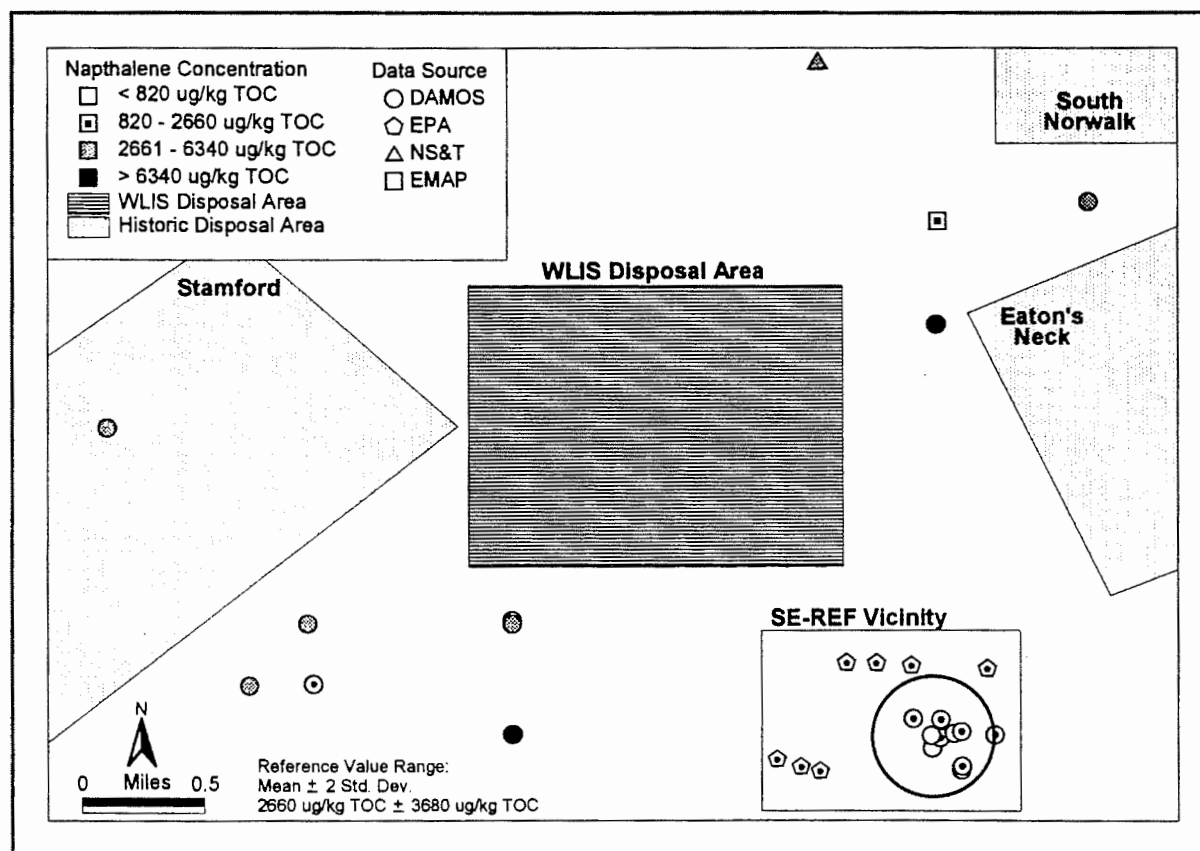 Napthalene Concentration
< 820 ug/kg TOC
820 - 2660 ug/kg TOC
2661 - 6340 ug/kg TOC
> 6340 ug/kg TOC
WLIS Disposal Area
Historic Disposal Area
Data Source
DAMOS
EPA
NS&T
EMAP
South
Norwalk
Stamford
WLIS Disposal Area
Eaton's
Neck
SE-REF Vicinity
N
0 Miles 0.5
Reference Value Range:
Mean ± 2 Std. Dev.
2660 ug/kg TOC ± 3680 ug/kg TOC